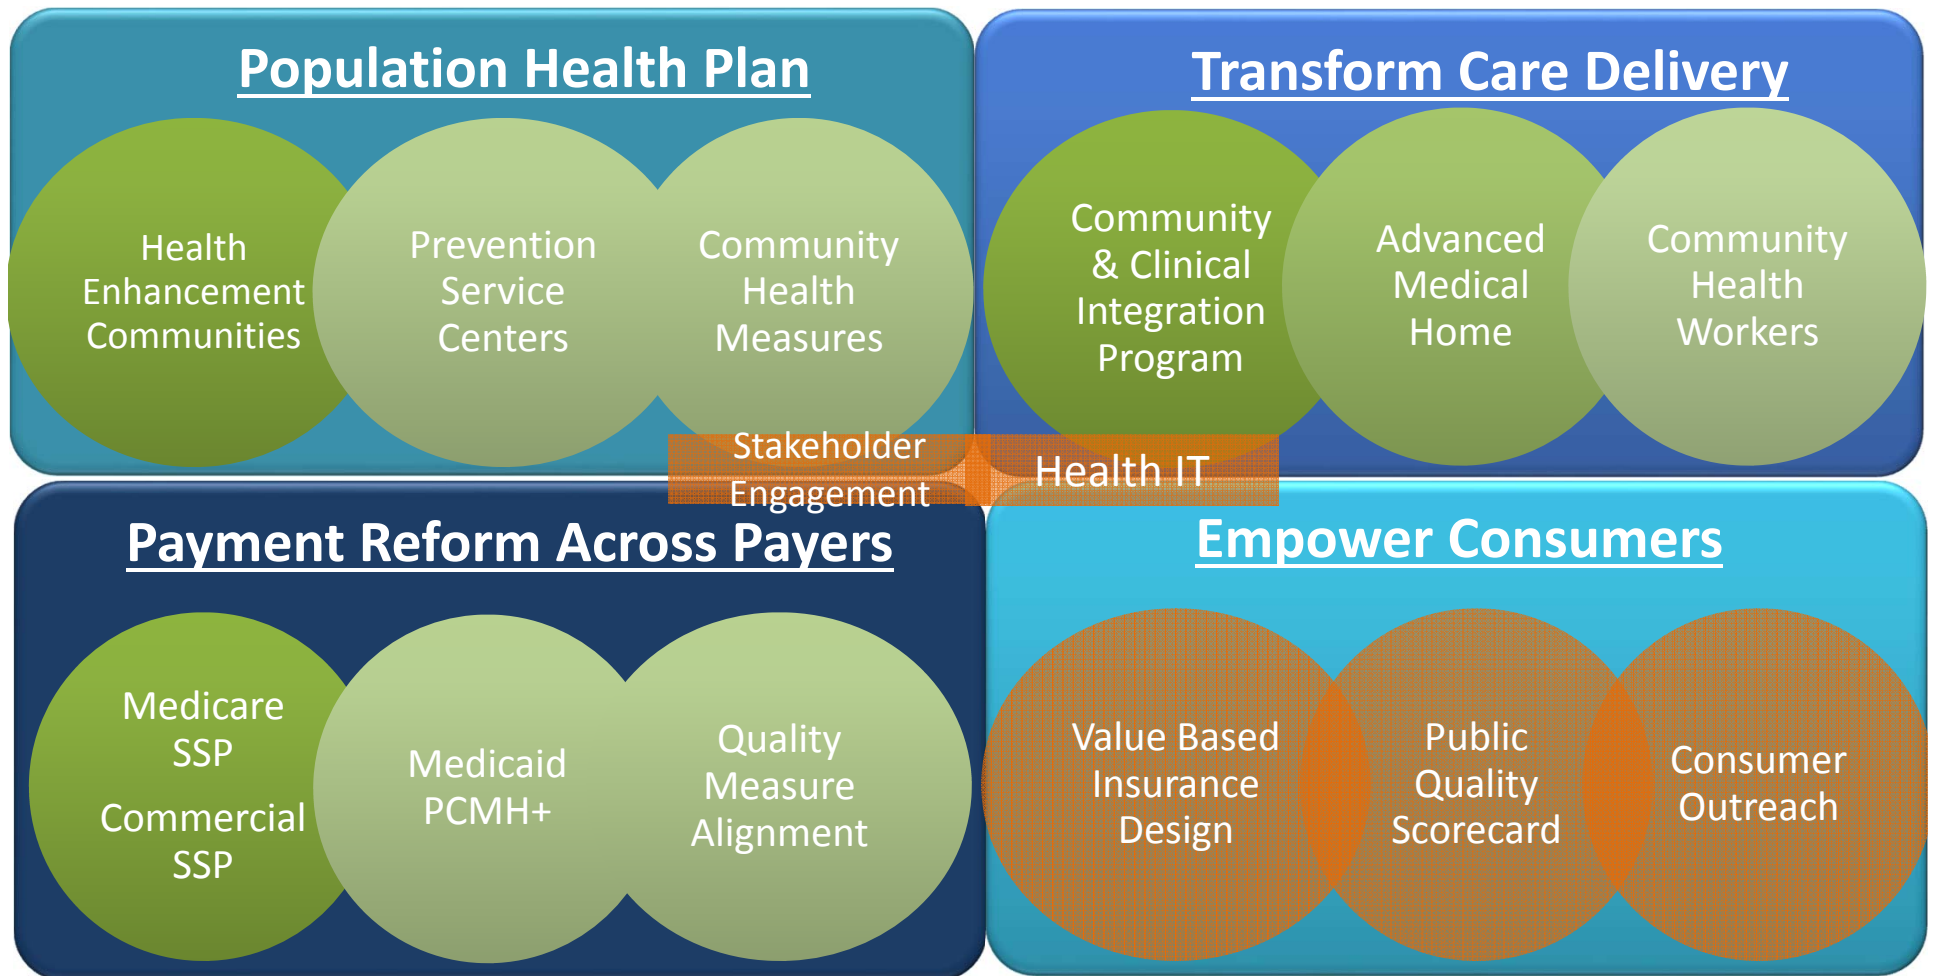 Population Health Plan
Health
Enhancement
Communities
Prevention
Service
Centers
Community
Health
Measures
Transform Care Delivery
Community
& Clinical
Integration
Program
Advanced
Medical
Home
Community
Health
Workers
Stakeholder
Engagement
Health IT
Payment Reform Across Payers
Medicare
SSP
Commercial
SSP
Medicaid
PCMH+
Quality
Measure
Alignment
Empower Consumers
Value Based
Insurance
Design
Public
Quality
Scorecard
Consumer
Outreach